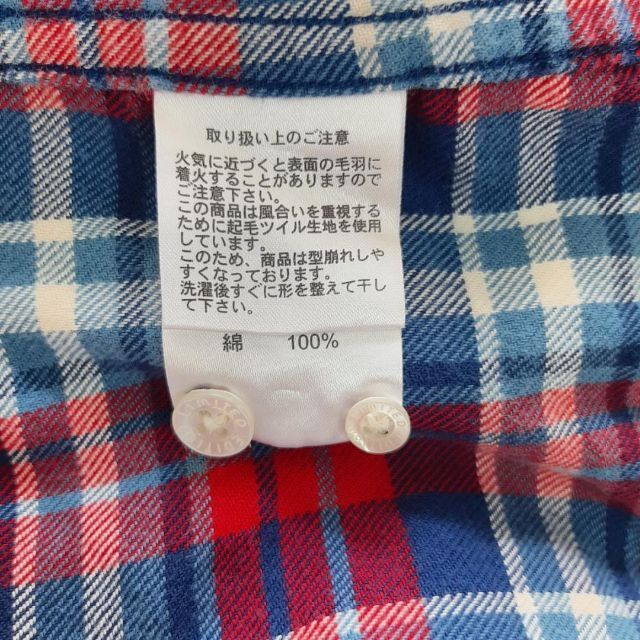 取り扱い上のご注意
火気に近づくと表面の毛羽に
着火することがありますので
ご注意下さい。
この商品は風合いを重視する
ために起毛ツイル生地を使用
しています。
このため、商品は型崩れしや
すくなっております。
洗濯後すぐに形を整えて干し
て下さい。
綿 100%